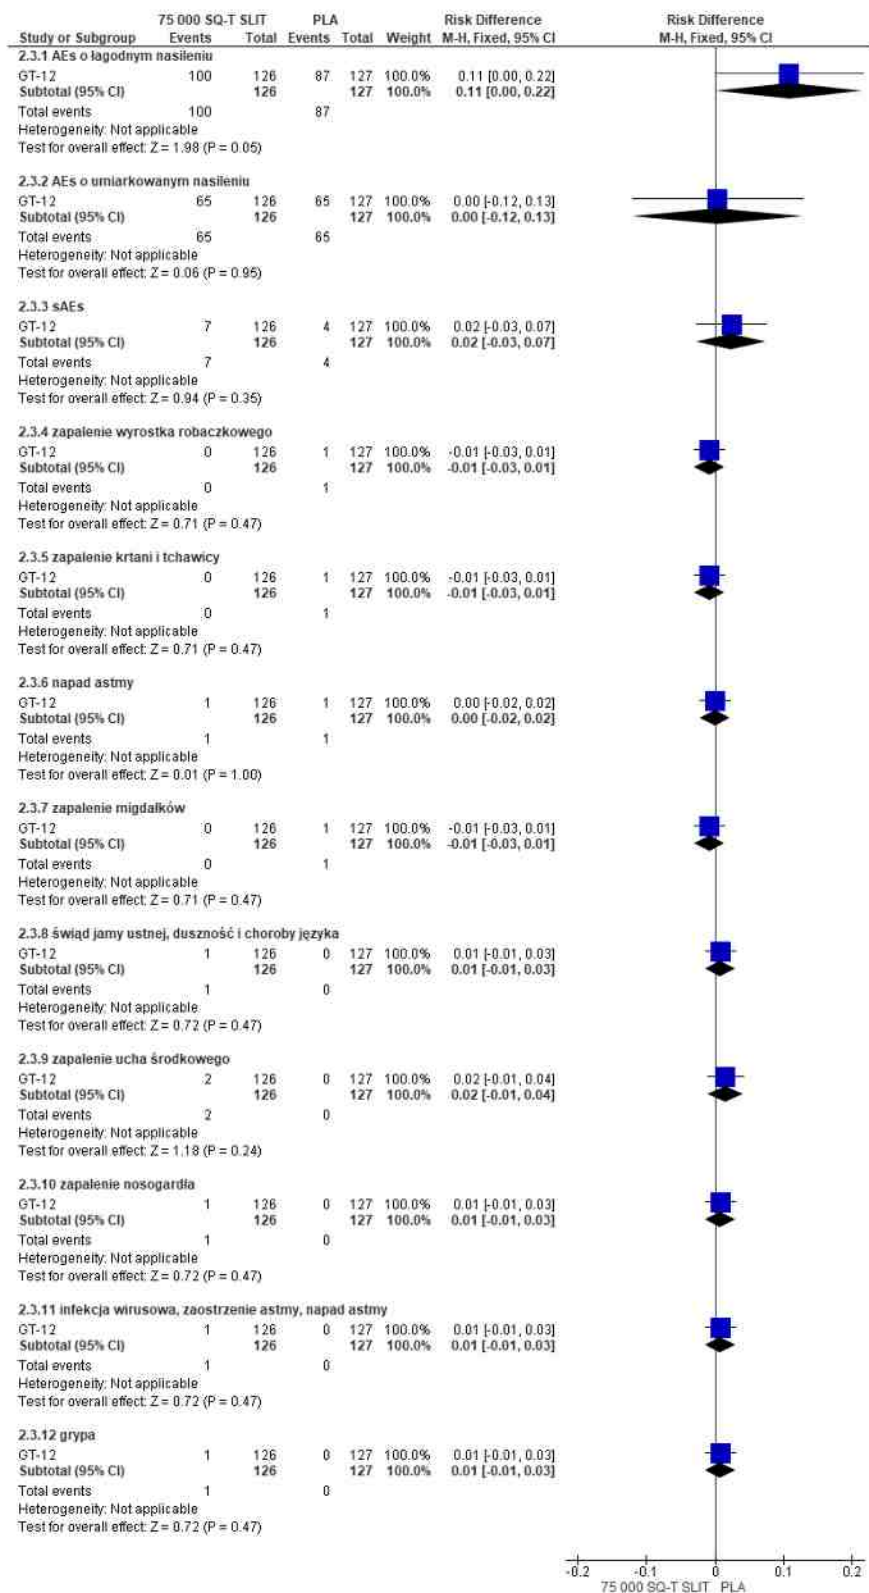 75 000 SQ-T SLIT PLA Risk Difference Risk Difference
Study or Subgroup Events Total Events Total Weight M-H, Fixed, 95% CI M-H, Fixed, 95% CI
2.3.1 AEs o łagodnym nasileniu
GT-12 100 126 87 127 100.0% 0.11 [0.00, 0.22]
Subtotal (95% CI) 126 127 100.0% 0.11 [0.00, 0.22]
Total events 100 87
Heterogeneity: Not applicable
Test for overall effect: Z = 1.98 (P = 0.05)
2.3.2 AEs o umiarkowanym nasileniu
GT-12 65 126 65 127 100.0% 0.00 [-0.12, 0.13]
Subtotal (95% CI) 126 127 100.0% 0.00 [-0.12, 0.13]
Total events 65 65
Heterogeneity: Not applicable
Test for overall effect: Z = 0.06 (P = 0.95)
2.3.3 sAEs
GT-12 7 126 4 127 100.0% 0.02 [-0.03, 0.07]
Subtotal (95% CI) 126 127 100.0% 0.02 [-0.03, 0.07]
Total events 7 4
Heterogeneity: Not applicable
Test for overall effect: Z = 0.94 (P = 0.35)
2.3.4 zapalenie wyrostka robaczkowego
GT-12 0 126 1 127 100.0% -0.01 [-0.03, 0.01]
Subtotal (95% CI) 126 127 100.0% -0.01 [-0.03, 0.01]
Total events 0 1
Heterogeneity: Not applicable
Test for overall effect: Z = 0.71 (P = 0.47)
2.3.5 zapalenie krtani i tchawicy
GT-12 0 126 1 127 100.0% -0.01 [-0.03, 0.01]
Subtotal (95% CI) 126 127 100.0% -0.01 [-0.03, 0.01]
Total events 0 1
Heterogeneity: Not applicable
Test for overall effect: Z = 0.71 (P = 0.47)
2.3.6 napad astmy
GT-12 1 126 1 127 100.0% 0.00 [-0.02, 0.02]
Subtotal (95% CI) 126 127 100.0% 0.00 [-0.02, 0.02]
Total events 1 1
Heterogeneity: Not applicable
Test for overall effect: Z = 0.01 (P = 1.00)
2.3.7 zapalenie migdałków
GT-12 0 126 1 127 100.0% -0.01 [-0.03, 0.01]
Subtotal (95% CI) 126 127 100.0% -0.01 [-0.03, 0.01]
Total events 0 1
Heterogeneity: Not applicable
Test for overall effect: Z = 0.71 (P = 0.47)
2.3.8 świąd jamy ustnej, duszność i choroby języka
GT-12 1 126 0 127 100.0% 0.01 [-0.01, 0.03]
Subtotal (95% CI) 126 127 100.0% 0.01 [-0.01, 0.03]
Total events 1 0
Heterogeneity: Not applicable
Test for overall effect: Z = 0.72 (P = 0.47)
2.3.9 zapalenie ucha środkowego
GT-12 2 126 0 127 100.0% 0.02 [-0.01, 0.04]
Subtotal (95% CI) 126 127 100.0% 0.02 [-0.01, 0.04]
Total events 2 0
Heterogeneity: Not applicable
Test for overall effect: Z = 1.18 (P = 0.24)
2.3.10 zapalenie nosogardła
GT-12 1 126 0 127 100.0% 0.01 [-0.01, 0.03]
Subtotal (95% CI) 126 127 100.0% 0.01 [-0.01, 0.03]
Total events 1 0
Heterogeneity: Not applicable
Test for overall effect: Z = 0.72 (P = 0.47)
2.3.11 infekcja wirusowa, zaostrzenie astmy, napad astmy
GT-12 1 126 0 127 100.0% 0.01 [-0.01, 0.03]
Subtotal (95% CI) 126 127 100.0% 0.01 [-0.01, 0.03]
Total events 1 0
Heterogeneity: Not applicable
Test for overall effect: Z = 0.72 (P = 0.47)
2.3.12 grypa
GT-12 1 126 0 127 100.0% 0.01 [-0.01, 0.03]
Subtotal (95% CI) 126 127 100.0% 0.01 [-0.01, 0.03]
Total events 1 0
Heterogeneity: Not applicable
Test for overall effect: Z = 0.72 (P = 0.47)
-0.2 -0.1 0 0.1 0.2
75 000 SQ-T SLIT PLA